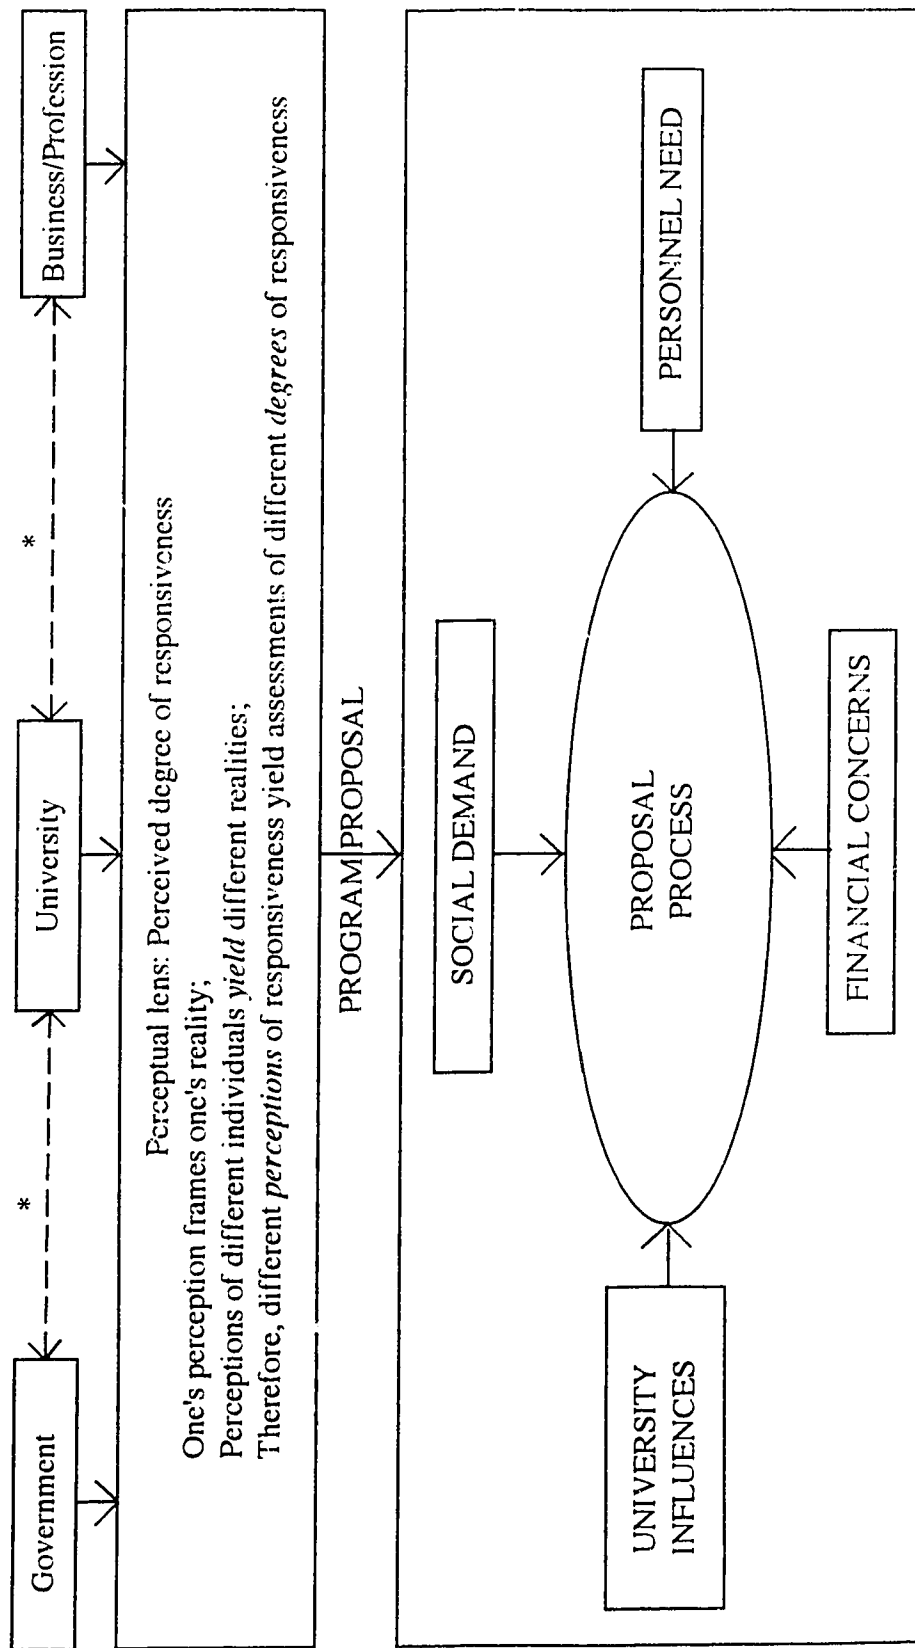 Government
*
University
*
Business/Profession
Perceptual lens: Perceived degree of responsiveness
One's perception frames one's reality;
Perceptions of different individuals yield different realities;
Therefore, different perceptions of responsiveness yield assessments of different degrees of responsiveness
PROGRAM PROPOSAL
SOCIAL DEMAND
UNIVERSITY
INFLUENCES
PROPOSAL
PROCESS
PERSONNEL NEED
FINANCIAL CONCERNS